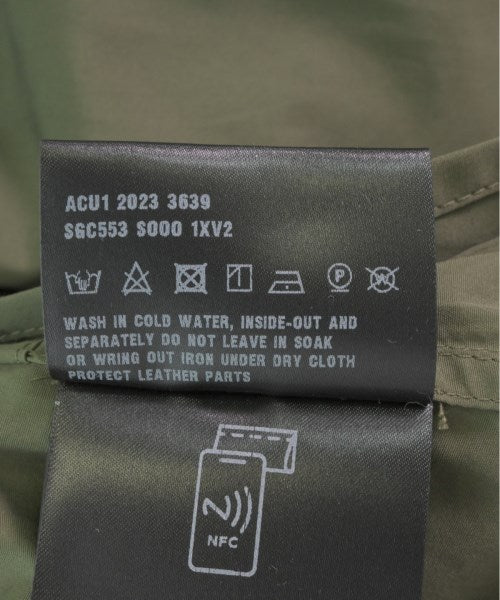 ACU1 2023 3639
SGC553 S000 1XV2
P
WASH IN COLD WATER, INSIDE-OUT AND
SEPARATELY DO NOT LEAVE IN SOAK
OR WRING OUT IRON UNDER DRY CLOTH
PROTECT LEATHER PARTS
NFC